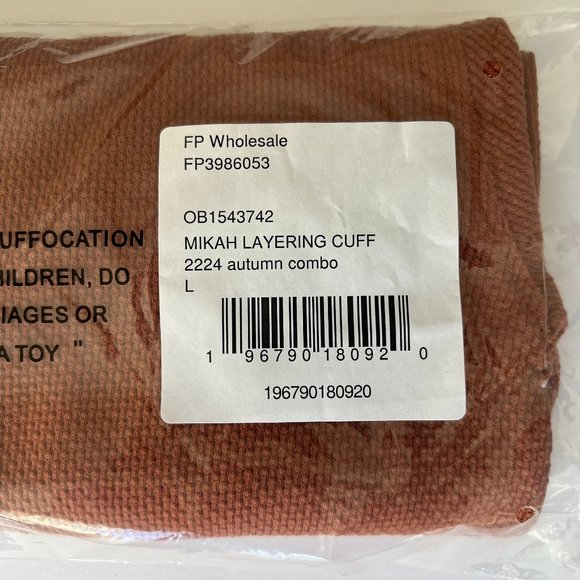 FP Wholesale
FP3986053
OB1543742
MIKAH LAYERING CUFF
2224 autumn combo
L
1 96790 18092 0
196790180920
UFFOCATION
HILDREN, DO
IAGES OR
A TOY "